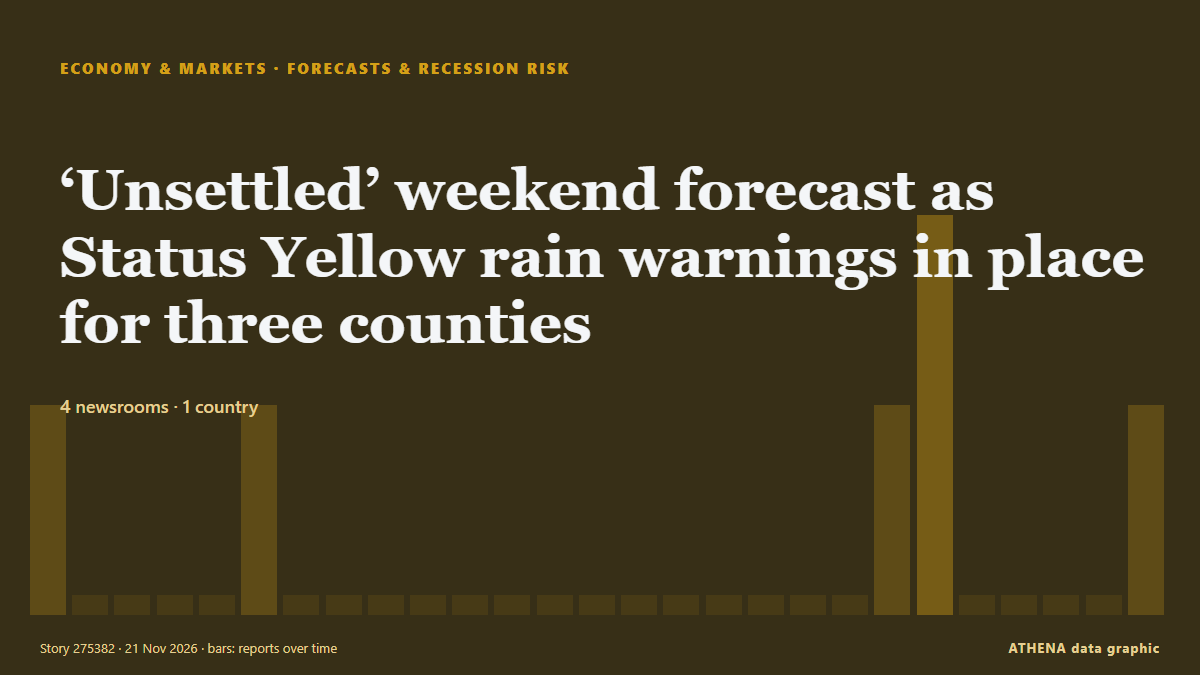 ECONOMY & MARKETS · FORECASTS & RECESSION RISK
‘Unsettled’ weekend forecast as
Status Yellow rain warnings in place
for three counties
4 newsrooms · 1 country
Story 275382 · 21 Nov 2026 · bars: reports over time
ATHENA data graphic